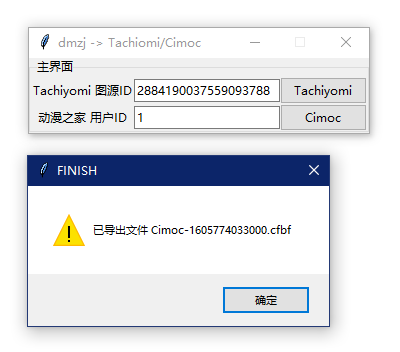 dmzj -> Tachiomi/Cimoc
主界面
Tachiyomi 图源ID 2884190037559093788 Tachiyomi
动漫之家 用户ID 1 Cimoc
FINISH
已导出文件 Cimoc-1605774033000.cfbf
确定